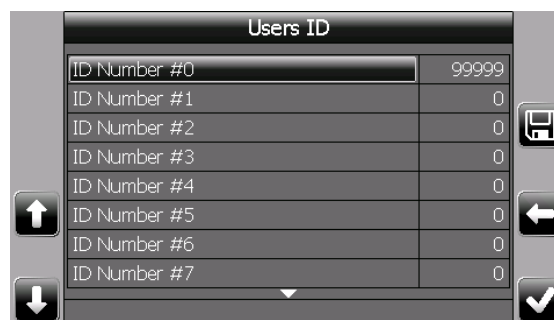 Users ID
ID Number #0 99999
ID Number #1 0
ID Number #2 0
ID Number #3 0
ID Number #4 0
ID Number #5 0
ID Number #6 0
ID Number #7 0